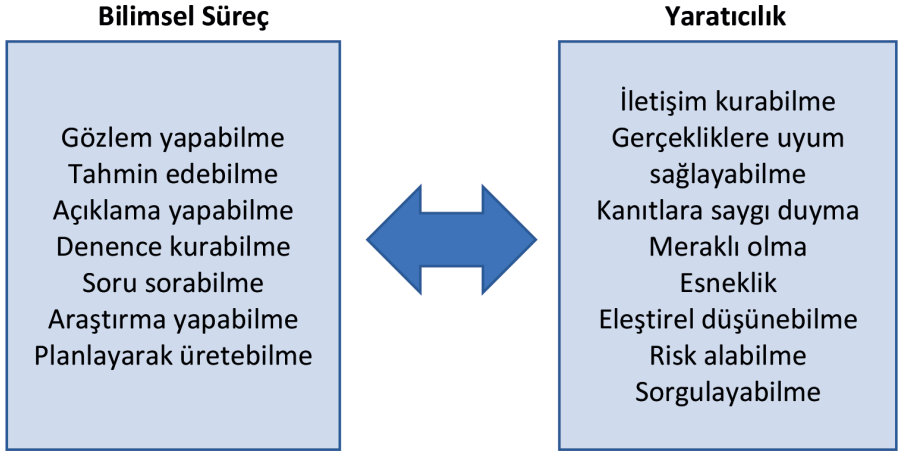 Bilimsel Süreç
Gözlem yapabilme
Tahmin edebilme
Açıklama yapabilme
Denence kurabilme
Soru sorabilme
Araştırma yapabilme
Planlayarak üretebilme
Yaratıcılık
İletişim kurabilme
Gerçekliklere uyum
sağlayabilme
Kanıtlara saygı duyma
Meraklı olma
Esneklik
Eleştirel düşünebilme
Risk alabilme
Sorgulayabilme